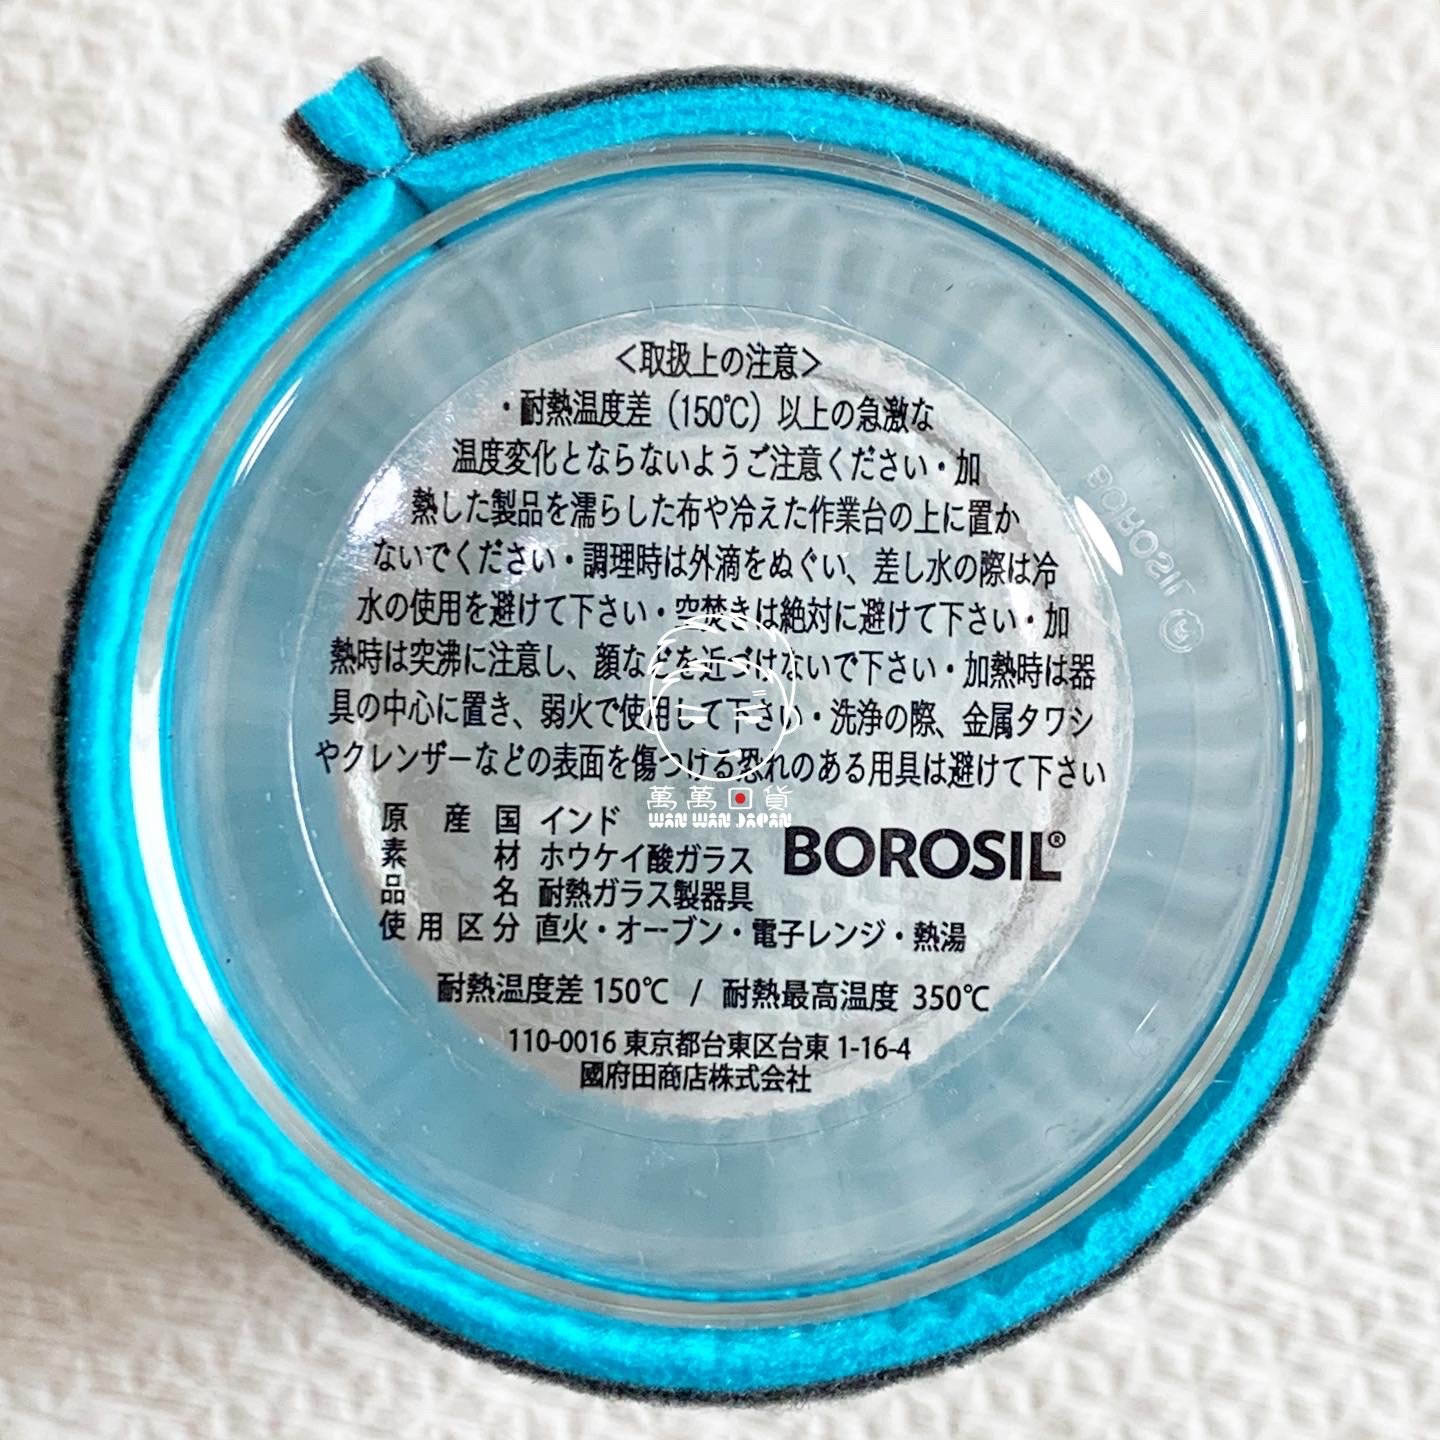 ＜取扱上の注意＞
・耐熱温度差（150℃）以上の急激な
温度変化とならないようご注意ください・加
熱した製品を濡らした布や冷えた作業台の上に置か
ないでください・調理時は外滴をぬぐい、差し水の際は冷
水の使用を避けて下さい・空焚きは絶対に避けて下さい・加
熱時は突沸に注意し、顔などを近づけないで下さい・加熱時は器
具の中心に置き、弱火で使用して下さい・洗浄の際、金属タワシ
やクレンザーなどの表面を傷つける恐れのある用具は避けて下さい
萬萬日貨
WAN WAN JAPAN
原産国 インド
素材 ホウケイ酸ガラス
品名 耐熱ガラス製器具
使用区分 直火・オーブン・電子レンジ・熱湯
BOROSIL®
耐熱温度差 150℃ / 耐熱最高温度 350℃
110-0016 東京都台東区台東 1-16-4
國府田商店株式会社
BOROSIL